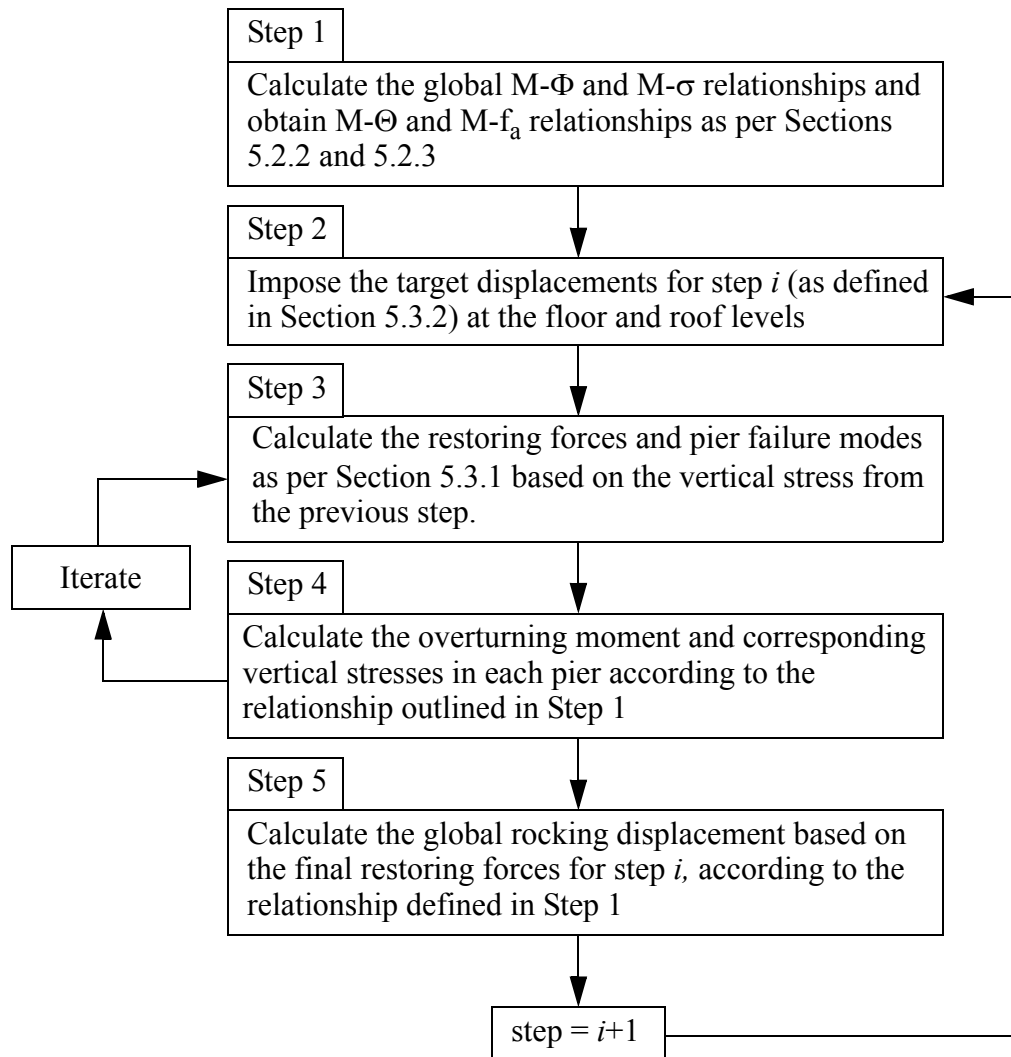 Step 1
Calculate the global M-Φ and M-σ relationships and
obtain M-Θ and M-fa relationships as per Sections
5.2.2 and 5.2.3
Step 2
Impose the target displacements for step i (as defined
in Section 5.3.2) at the floor and roof levels
Step 3
Calculate the restoring forces and pier failure modes
as per Section 5.3.1 based on the vertical stress from
the previous step.
Iterate
Step 4
Calculate the overturning moment and corresponding
vertical stresses in each pier according to the
relationship outlined in Step 1
Step 5
Calculate the global rocking displacement based on
the final restoring forces for step i, according to the
relationship defined in Step 1
step = i+1